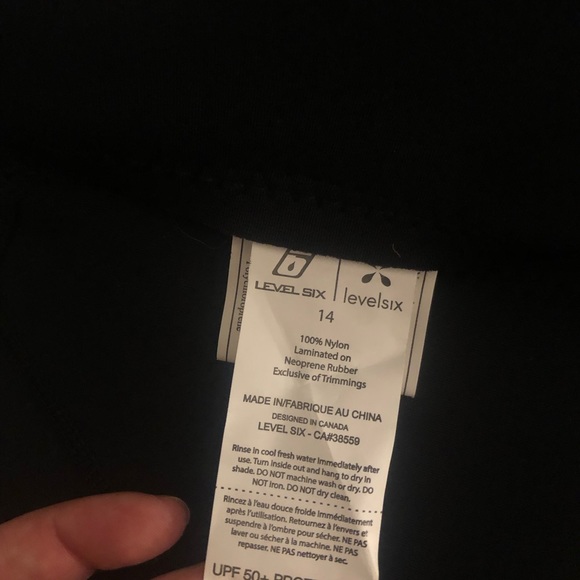 LEVEL SIX
levelsix
14
100% Nylon
Laminated on
Neoprene Rubber
Exclusive of Trimmings
MADE IN/FABRIQUE AU CHINA
DESIGNED IN CANADA
LEVEL SIX - CA#38559
Rinse in cool fresh water immediately after
use. Turn inside out and hang to dry in
shade. DO NOT machine wash or dry. DO
NOT iron. DO NOT dry clean.
Rincez à l'eau douce froide immédiatement
après l'utilisation. Retournez à l'envers et
suspendre à l'ombre pour sécher. NE PAS
laver ou sécher à la machine. NE PAS
repasser. NE PAS nettoyer à sec.
UPF 50+